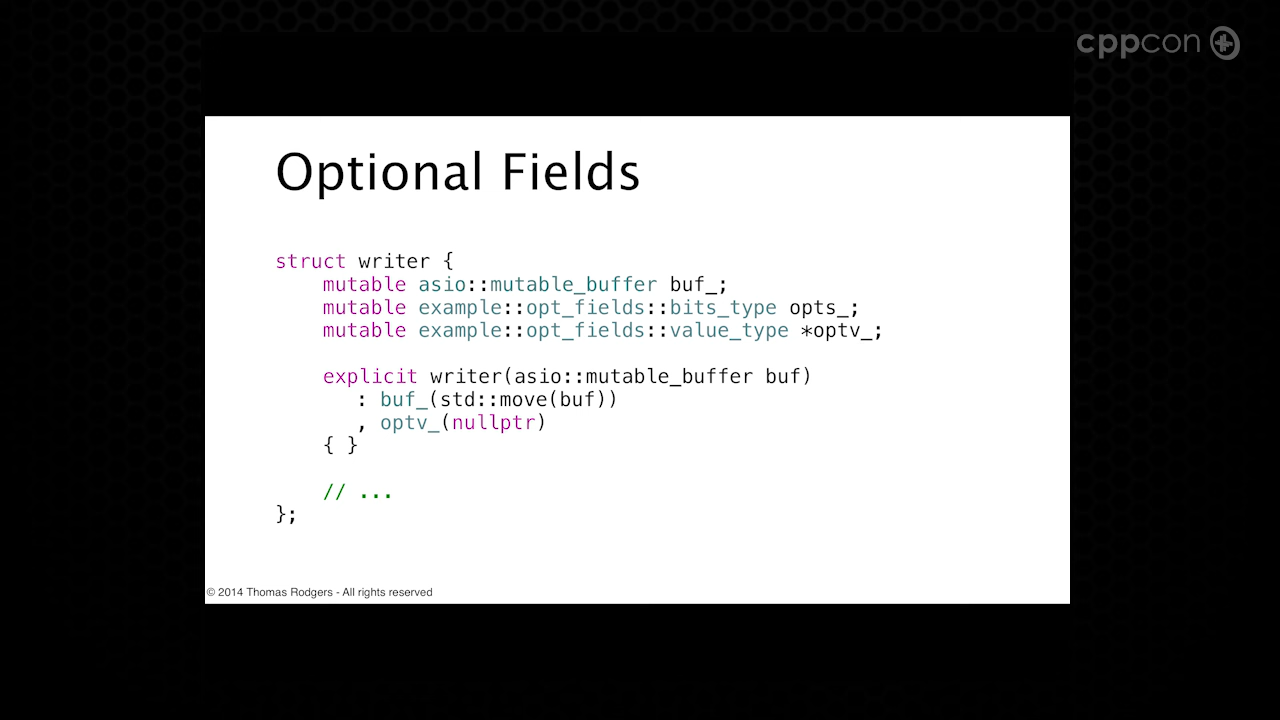 cppcon
Optional Fields
struct writer {
    mutable asio::mutable_buffer buf_;
    mutable example::opt_fields::bits_type opts_;
    mutable example::opt_fields::value_type *optv_;
    explicit writer(asio::mutable_buffer buf)
       : buf_(std::move(buf))
       , optv_(nullptr)
    { }
    // ...
};
© 2014 Thomas Rodgers - All rights reserved